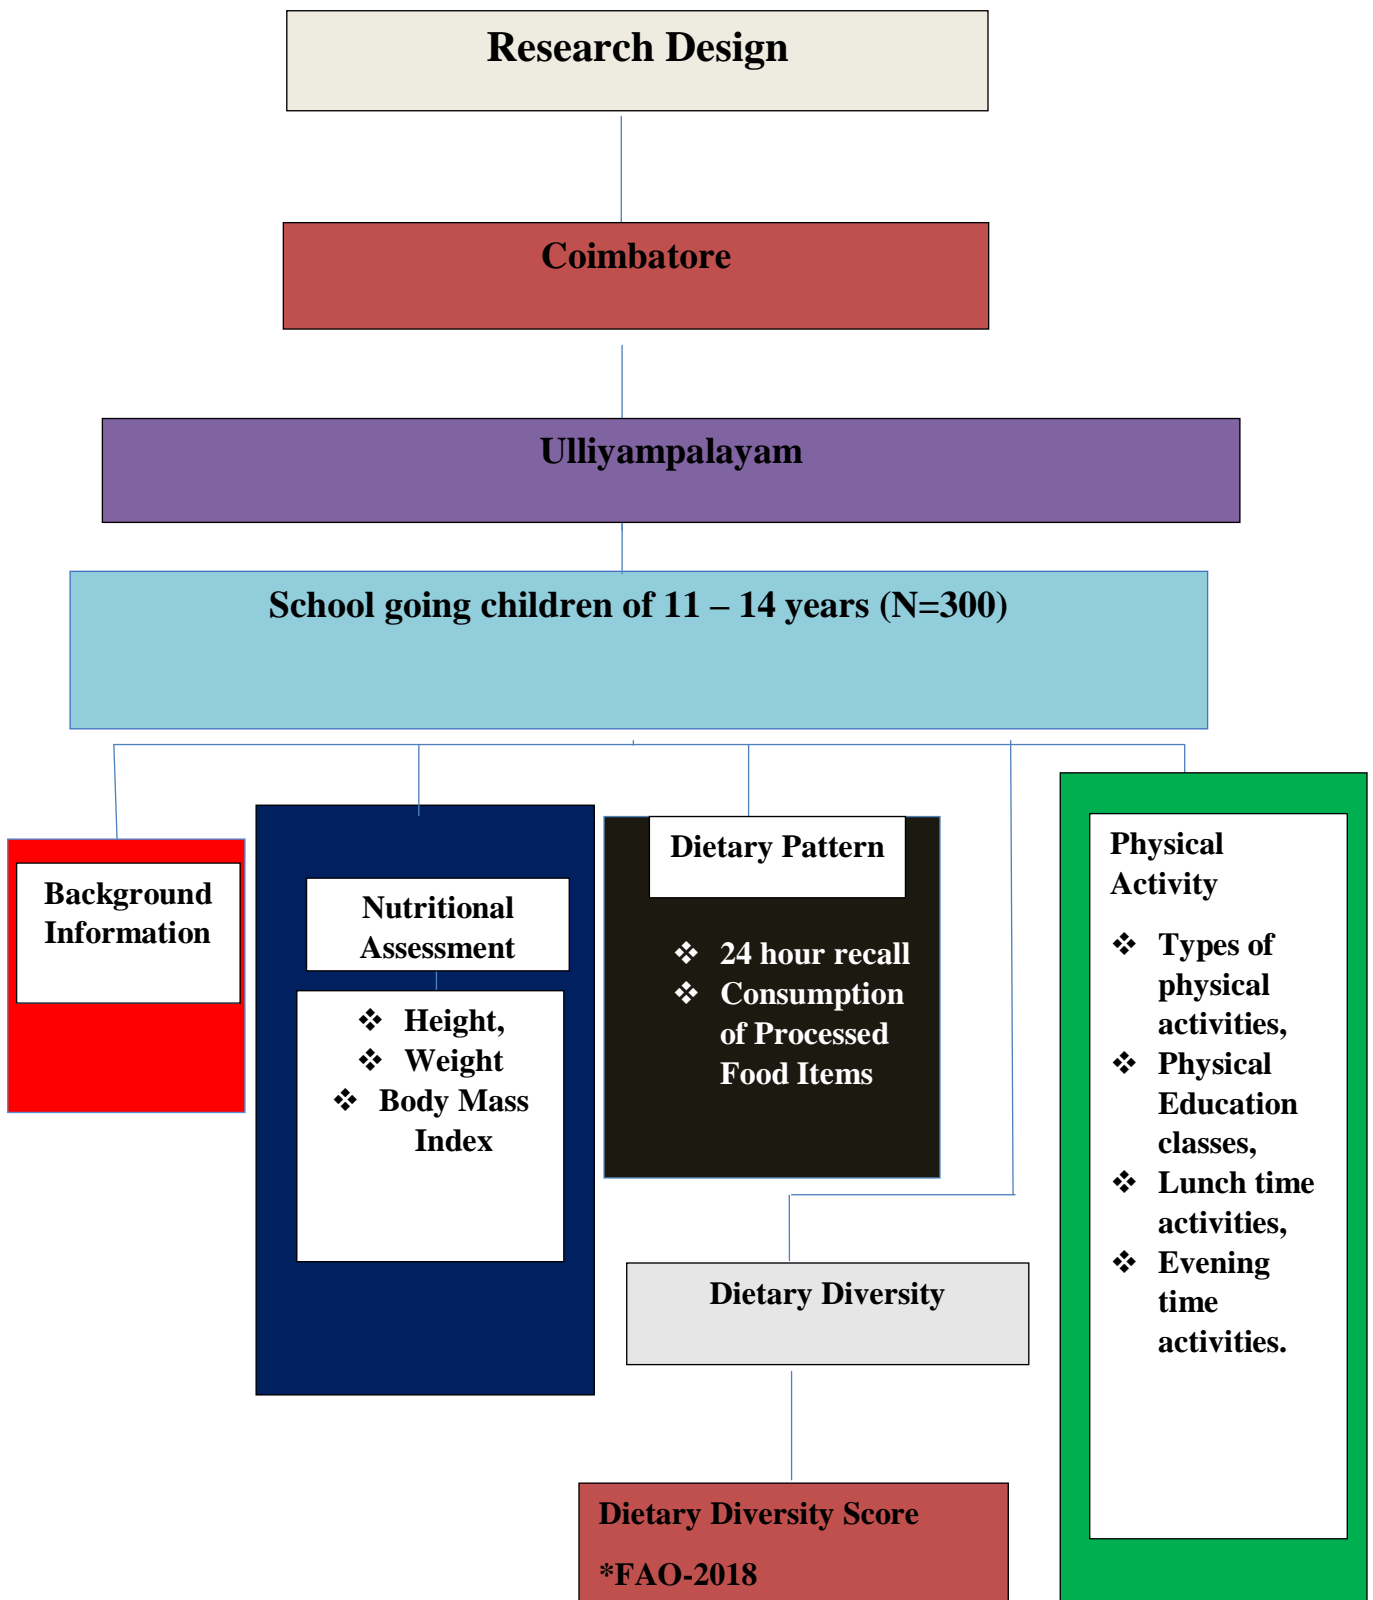 Research Design
Coimbatore
Ulliyampalayam
School going children of 11 – 14 years (N=300)
Background
Information
Nutritional
Assessment
❖ Height,
❖ Weight
❖ Body Mass
Index
Dietary Pattern
❖ 24 hour recall
❖ Consumption
of Processed
Food Items
Dietary Diversity
Dietary Diversity Score
*FAO-2018
Physical
Activity
❖ Types of
physical
activities,
❖ Physical
Education
classes,
❖ Lunch time
activities,
❖ Evening
time
activities.